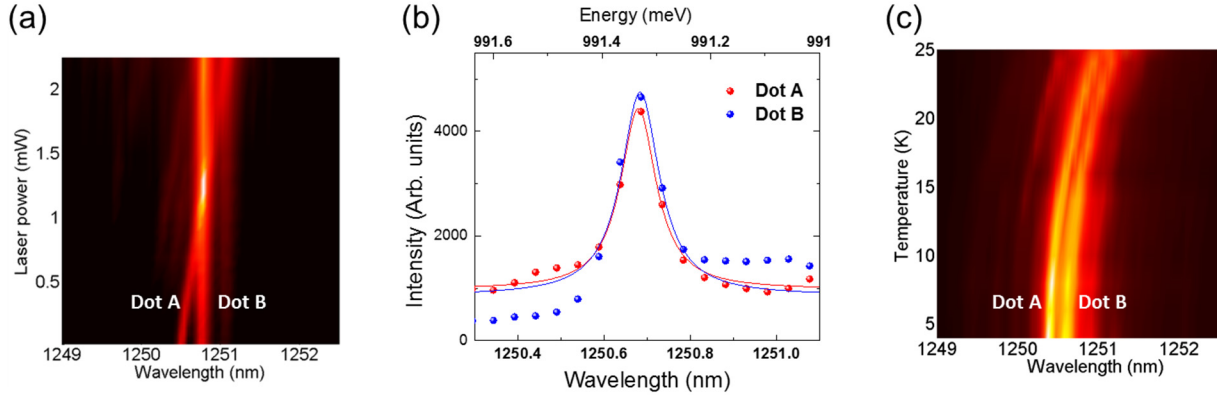 (a)
2
1.5
1
0.5
Laser power (mW)
Dot A
Dot B
1249
1250
1251
1252
Wavelength (nm)
(b)
Energy (meV)
991.6
991.4
991.2
991
Dot A
Dot B
4000
2000
0
Intensity (Arb. units)
1250.4
1250.6
1250.8
1251.0
Wavelength (nm)
(c)
25
20
15
10
5
Temperature (K)
Dot A
Dot B
1249
1250
1251
1252
Wavelength (nm)